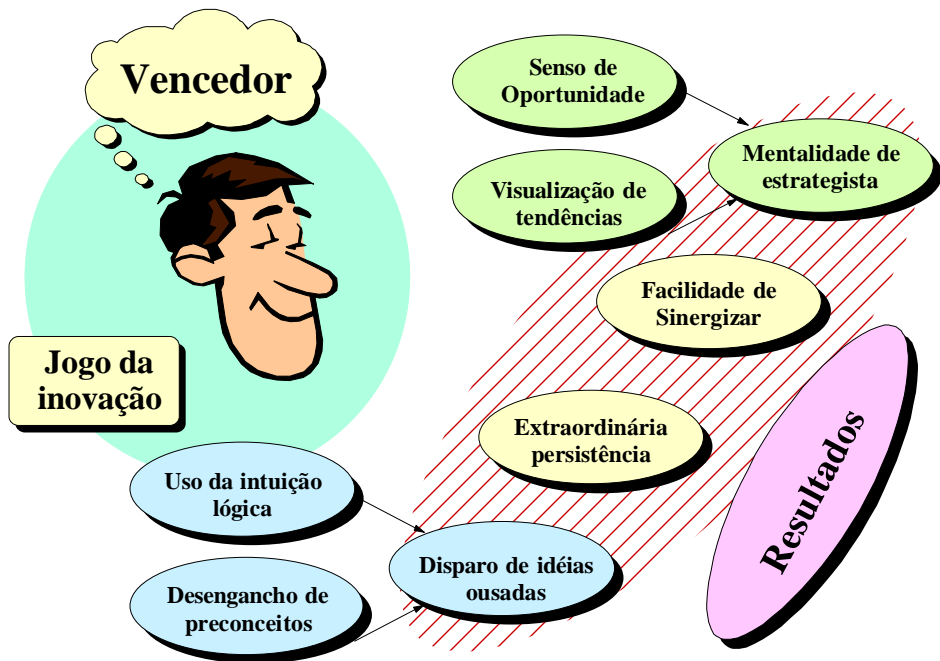 Vencedor
Jogo da
inovação
Senso de
Oportunidade
Visualização de
tendências
Mentalidade de
estrategista
Facilidade de
Sinergizar
Extraordinária
persistência
Uso da intuição
lógica
Desengancho de
preconceitos
Disparo de idéias
ousadas
Resultados